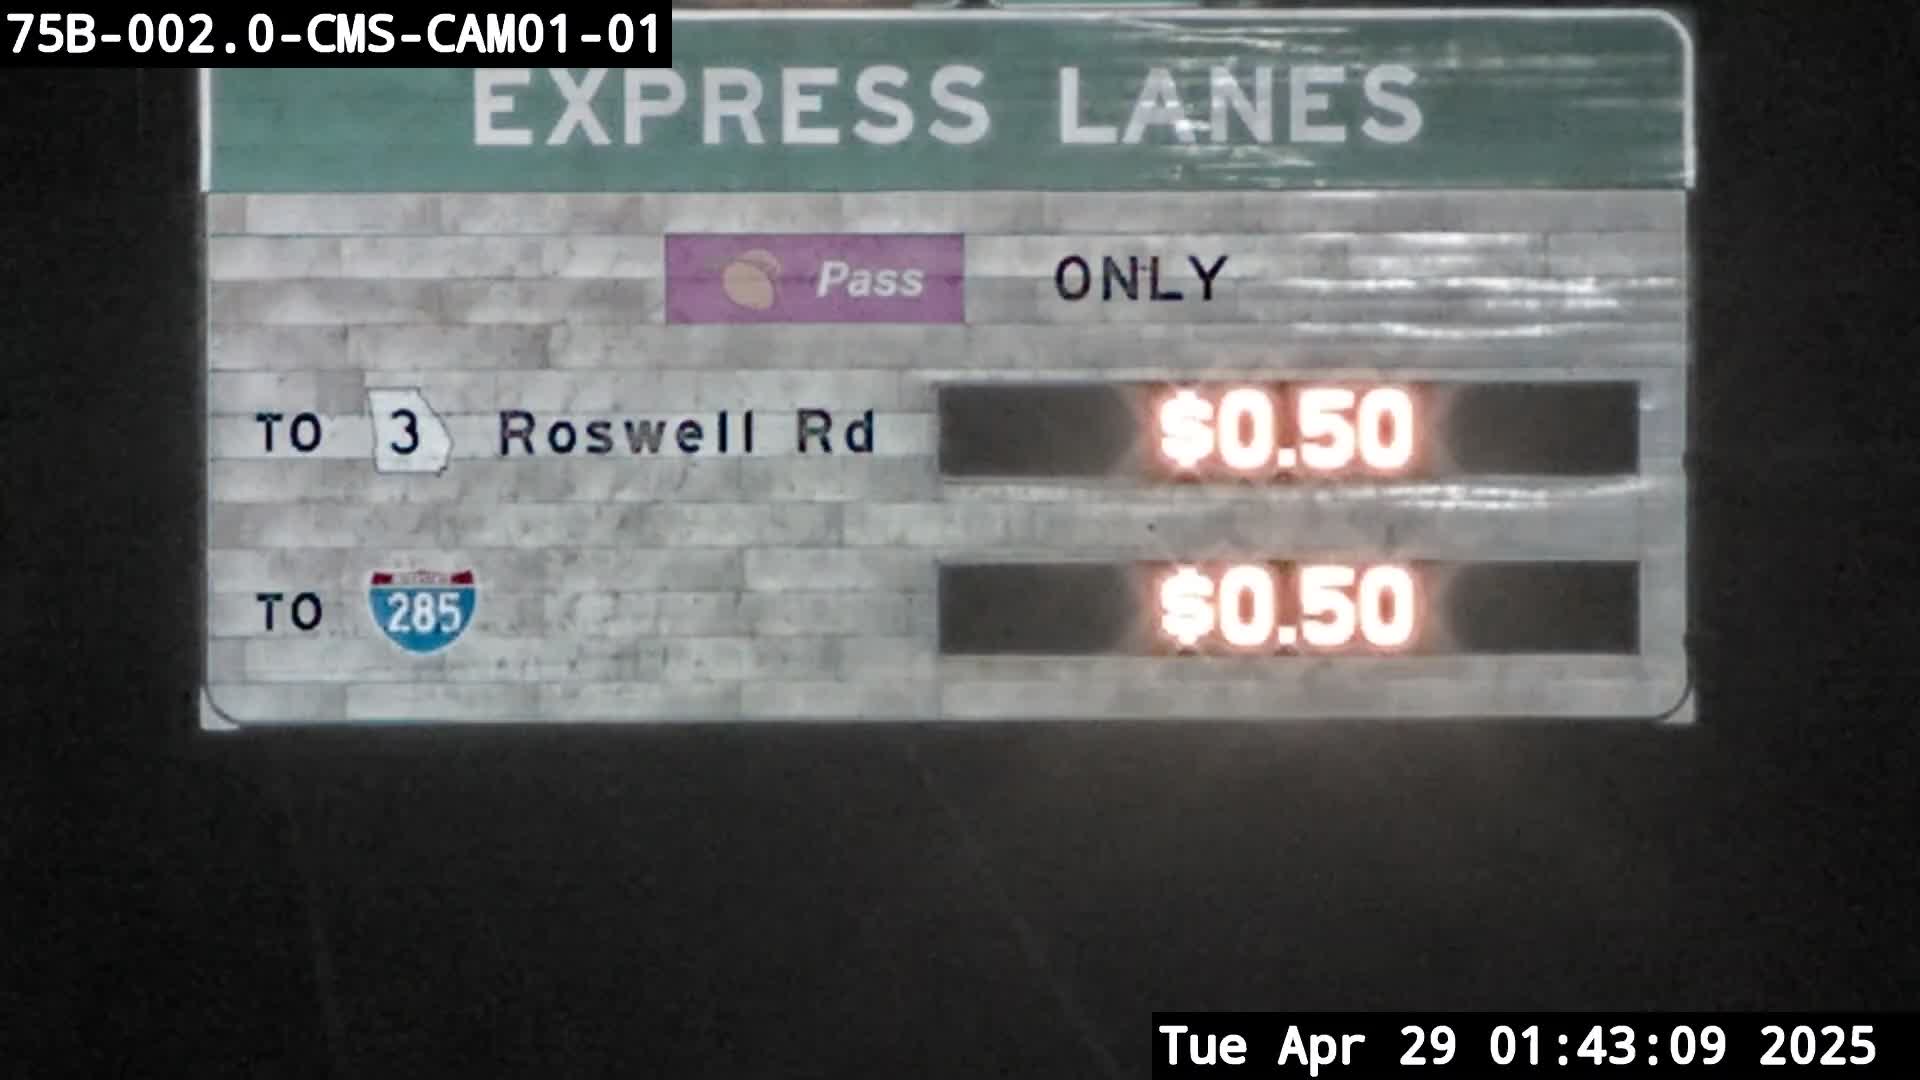 75B-002.0-CMS-CAM01-01
EXPRESS LANES
Pass ONLY
TO 3 Roswell Rd $0.50
TO 285 $0.50
Tue Apr 29 01:43:09 2025